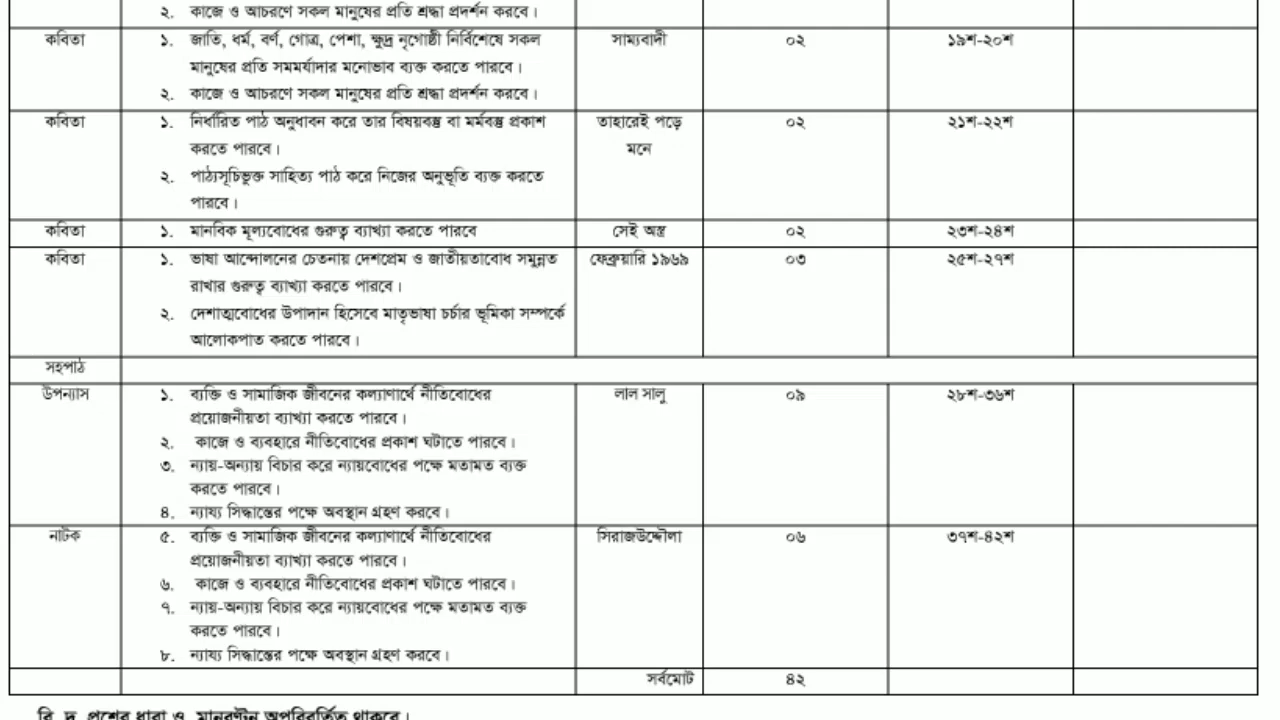 ২. কাজে ও আচরণে সকল মানুষের প্রতি শ্রদ্ধা প্রদর্শন করবে।
কবিতা ১. জাতি, ধর্ম, বর্ণ, গোত্র, পেশা, ক্ষুদ্র নৃগোষ্ঠী নির্বিশেষে সকল সাম্যবাদী ০২ ১৯শ-২০শ
মানুষের প্রতি সমমর্যাদার মনোভাব ব্যক্ত করতে পারবে।
২. কাজে ও আচরণে সকল মানুষের প্রতি শ্রদ্ধা প্রদর্শন করবে।
কবিতা ১. নির্ধারিত পাঠ অনুধাবন করে তার বিষয়বস্তু বা মর্মবস্তু প্রকাশ তাহারেই পড়ে ০২ ২১শ-২২শ
করতে পারবে। মনে
২. পাঠ্যসূচিভুক্ত সাহিত্য পাঠ করে নিজের অনুভূতি ব্যক্ত করতে
পারবে।
কবিতা ১. মানবিক মূল্যবোধের গুরুত্ব ব্যাখ্যা করতে পারবে সেই অস্ত্র ০২ ২৩শ-২৪শ
কবিতা ১. ভাষা আন্দোলনের চেতনায় দেশপ্রেম ও জাতীয়তাবোধ সমুন্নত ফেব্রুয়ারি ১৯৬৯ ০৩ ২৫শ-২৭শ
রাখার গুরুত্ব ব্যাখ্যা করতে পারবে।
২. দেশাত্মবোধের উপাদান হিসেবে মাতৃভাষা চর্চার ভূমিকা সম্পর্কে
আলোকপাত করতে পারবে।
সহপাঠ
উপন্যাস ১. ব্যক্তি ও সামাজিক জীবনের কল্যাণার্থে নীতিবোধের লাল সালু ০৯ ২৮শ-৩৬শ
প্রয়োজনীয়তা ব্যাখ্যা করতে পারবে।
২. কাজে ও ব্যবহারে নীতিবোধের প্রকাশ ঘটাতে পারবে।
৩. ন্যায়-অন্যায় বিচার করে ন্যায়বোধের পক্ষে মতামত ব্যক্ত
করতে পারবে।
৪. ন্যায্য সিদ্ধান্তের পক্ষে অবস্থান গ্রহণ করবে।
নাটক ৫. ব্যক্তি ও সামাজিক জীবনের কল্যাণার্থে নীতিবোধের সিরাজউদ্দৌলা ০৬ ৩৭শ-৪২শ
প্রয়োজনীয়তা ব্যাখ্যা করতে পারবে।
৬. কাজে ও ব্যবহারে নীতিবোধের প্রকাশ ঘটাতে পারবে।
৭. ন্যায়-অন্যায় বিচার করে ন্যায়বোধের পক্ষে মতামত ব্যক্ত
করতে পারবে।
৮. ন্যায্য সিদ্ধান্তের পক্ষে অবস্থান গ্রহণ করবে।
সর্বমোট ৪২
বি. দ্র. প্রশ্নের ধারা ও মানবণ্টন অপরিবর্তিত থাকবে।